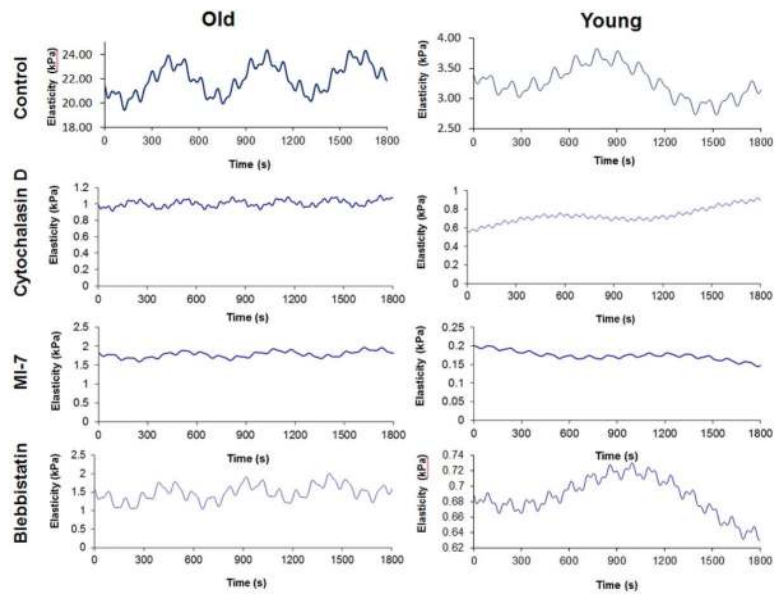 Old Young
Control
Elasticity (kPa)
24.00
22.00
20.00
18.00
0 300 600 900 1200 1500 1800
Time (s)
Elasticity (kPa)
4.00
3.50
3.00
2.50
0 300 600 900 1200 1500 1800
Time (s)
Cytochalasin D
Elasticity (kPa)
1.2
1
0.8
0.6
0.4
0.2
0
0 300 600 900 1200 1500 1800
Time (s)
Elasticity (kPa)
1
0.8
0.6
0.4
0.2
0
0 300 600 900 1200 1500 1800
Time (s)
Ml-7
Elasticity (kPa)
2.5
2
1.5
1
0.5
0
0 300 600 900 1200 1500 1800
Time (s)
Elasticity (kPa)
0.25
0.2
0.15
0.1
0.05
0
0 300 600 900 1200 1500 1800
Time (s)
Blebbistatin
Elasticity (kPa)
2.5
2
1.5
1
0.5
0
0 300 600 900 1200 1500 1800
Time (s)
Elasticity (kPa)
0.74
0.72
0.7
0.68
0.66
0.64
0.62
0 300 600 900 1200 1500 1800
Time (s)